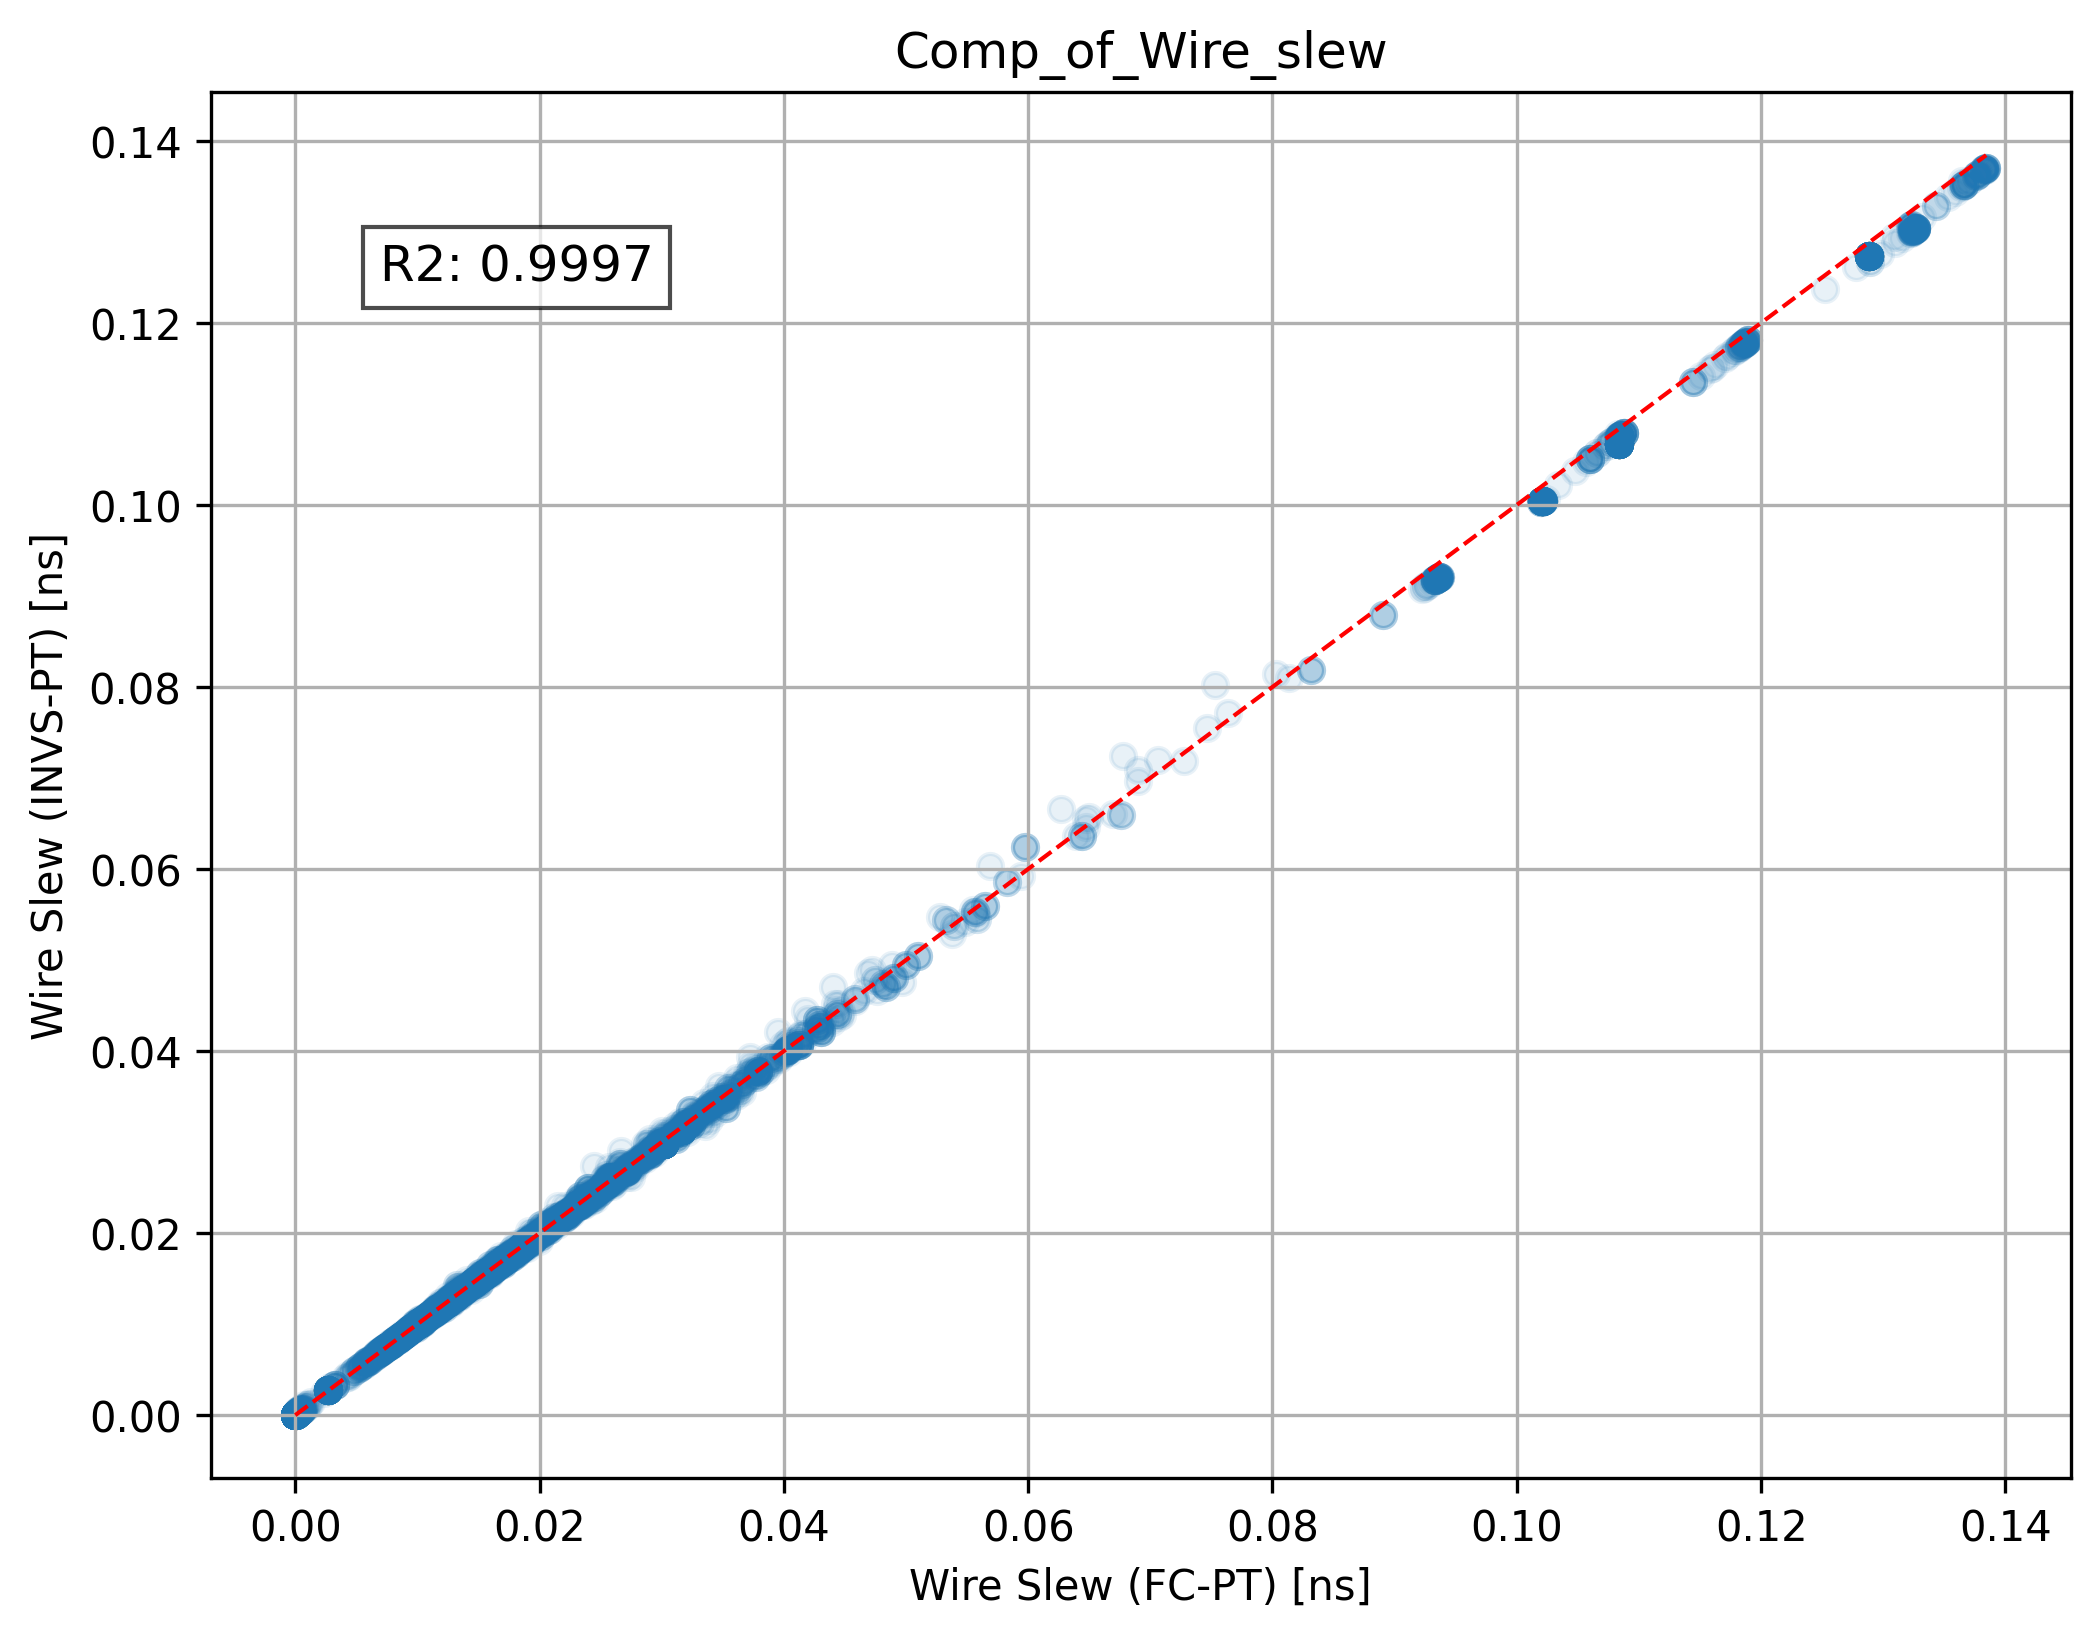 Comp_of_Wire_slew
R2: 0.9997
Wire Slew (INVS-PT) [ns]
0.14
0.12
0.10
0.08
0.06
0.04
0.02
0.00
0.00 0.02 0.04 0.06 0.08 0.10 0.12 0.14
Wire Slew (FC-PT) [ns]